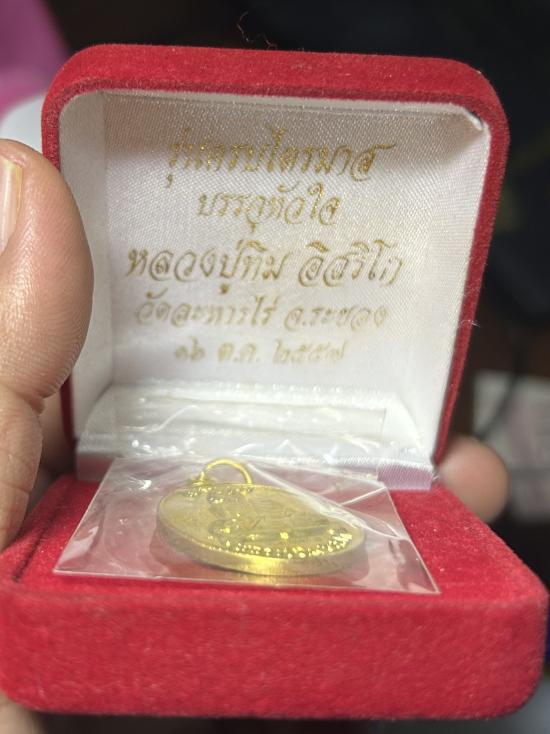 รุ่นครบไตรมาส
บรรจุหัวใจ
หลวงปู่ทิม อิสริโก
วัดละหารไร่ จ.ระยอง
๑๖ ต.ค. ๒๕๕๗